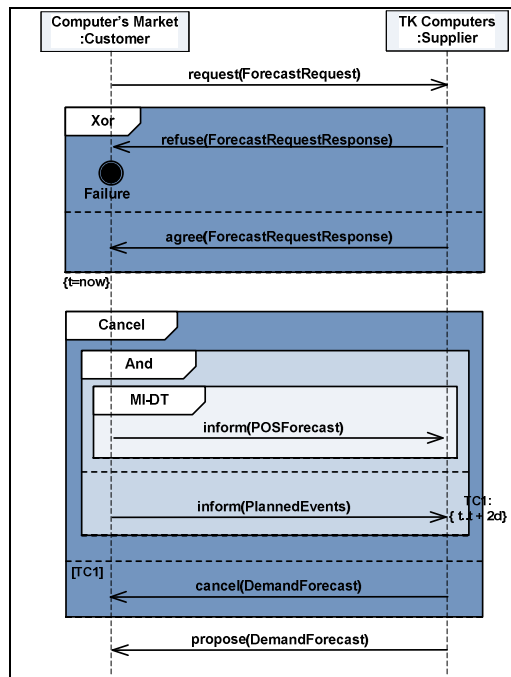 Computer's Market
:Customer
TK Computers
:Supplier
request(ForecastRequest)
Xor
refuse(ForecastRequestResponse)
Failure
agree(ForecastRequestResponse)
{t=now}
Cancel
And
MI-DT
inform(POSForecast)
inform(PlannedEvents)
TC1:
{ t..t + 2d}
[TC1]
cancel(DemandForecast)
propose(DemandForecast)